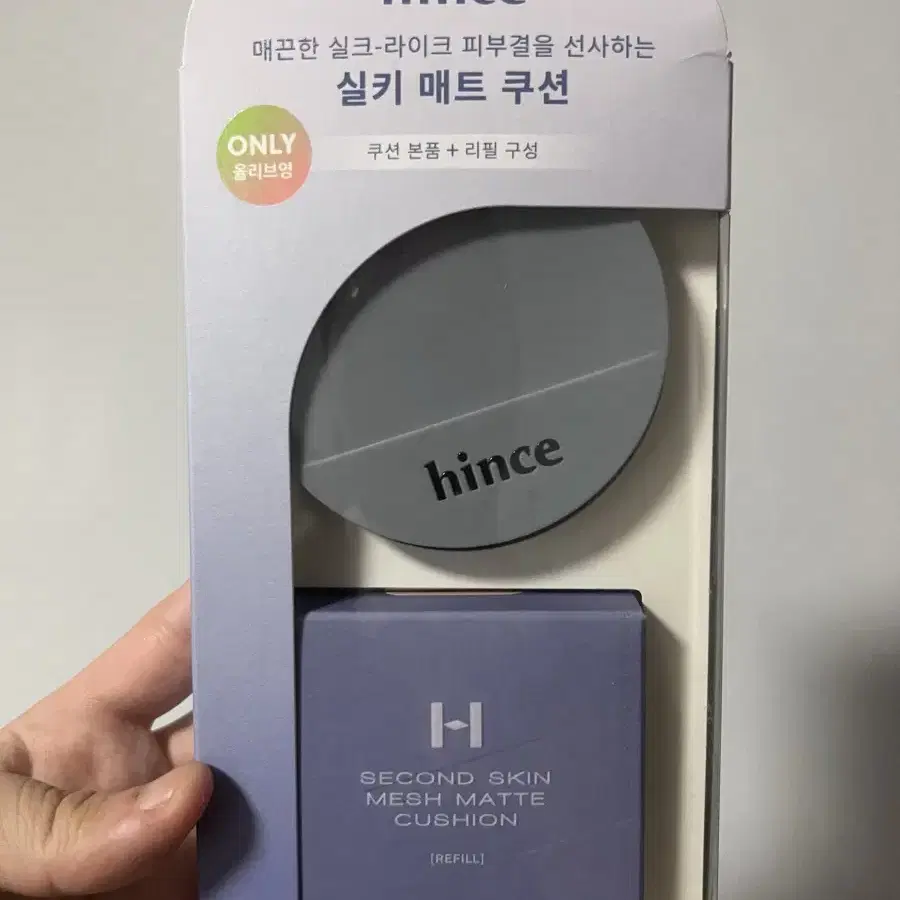 hince
매끈한 실크-라이크 피부결을 선사하는
실키 매트 쿠션
ONLY
올리브영
쿠션 본품 + 리필 구성
hince
H
SECOND SKIN
MESH MATTE
CUSHION
[REFILL]